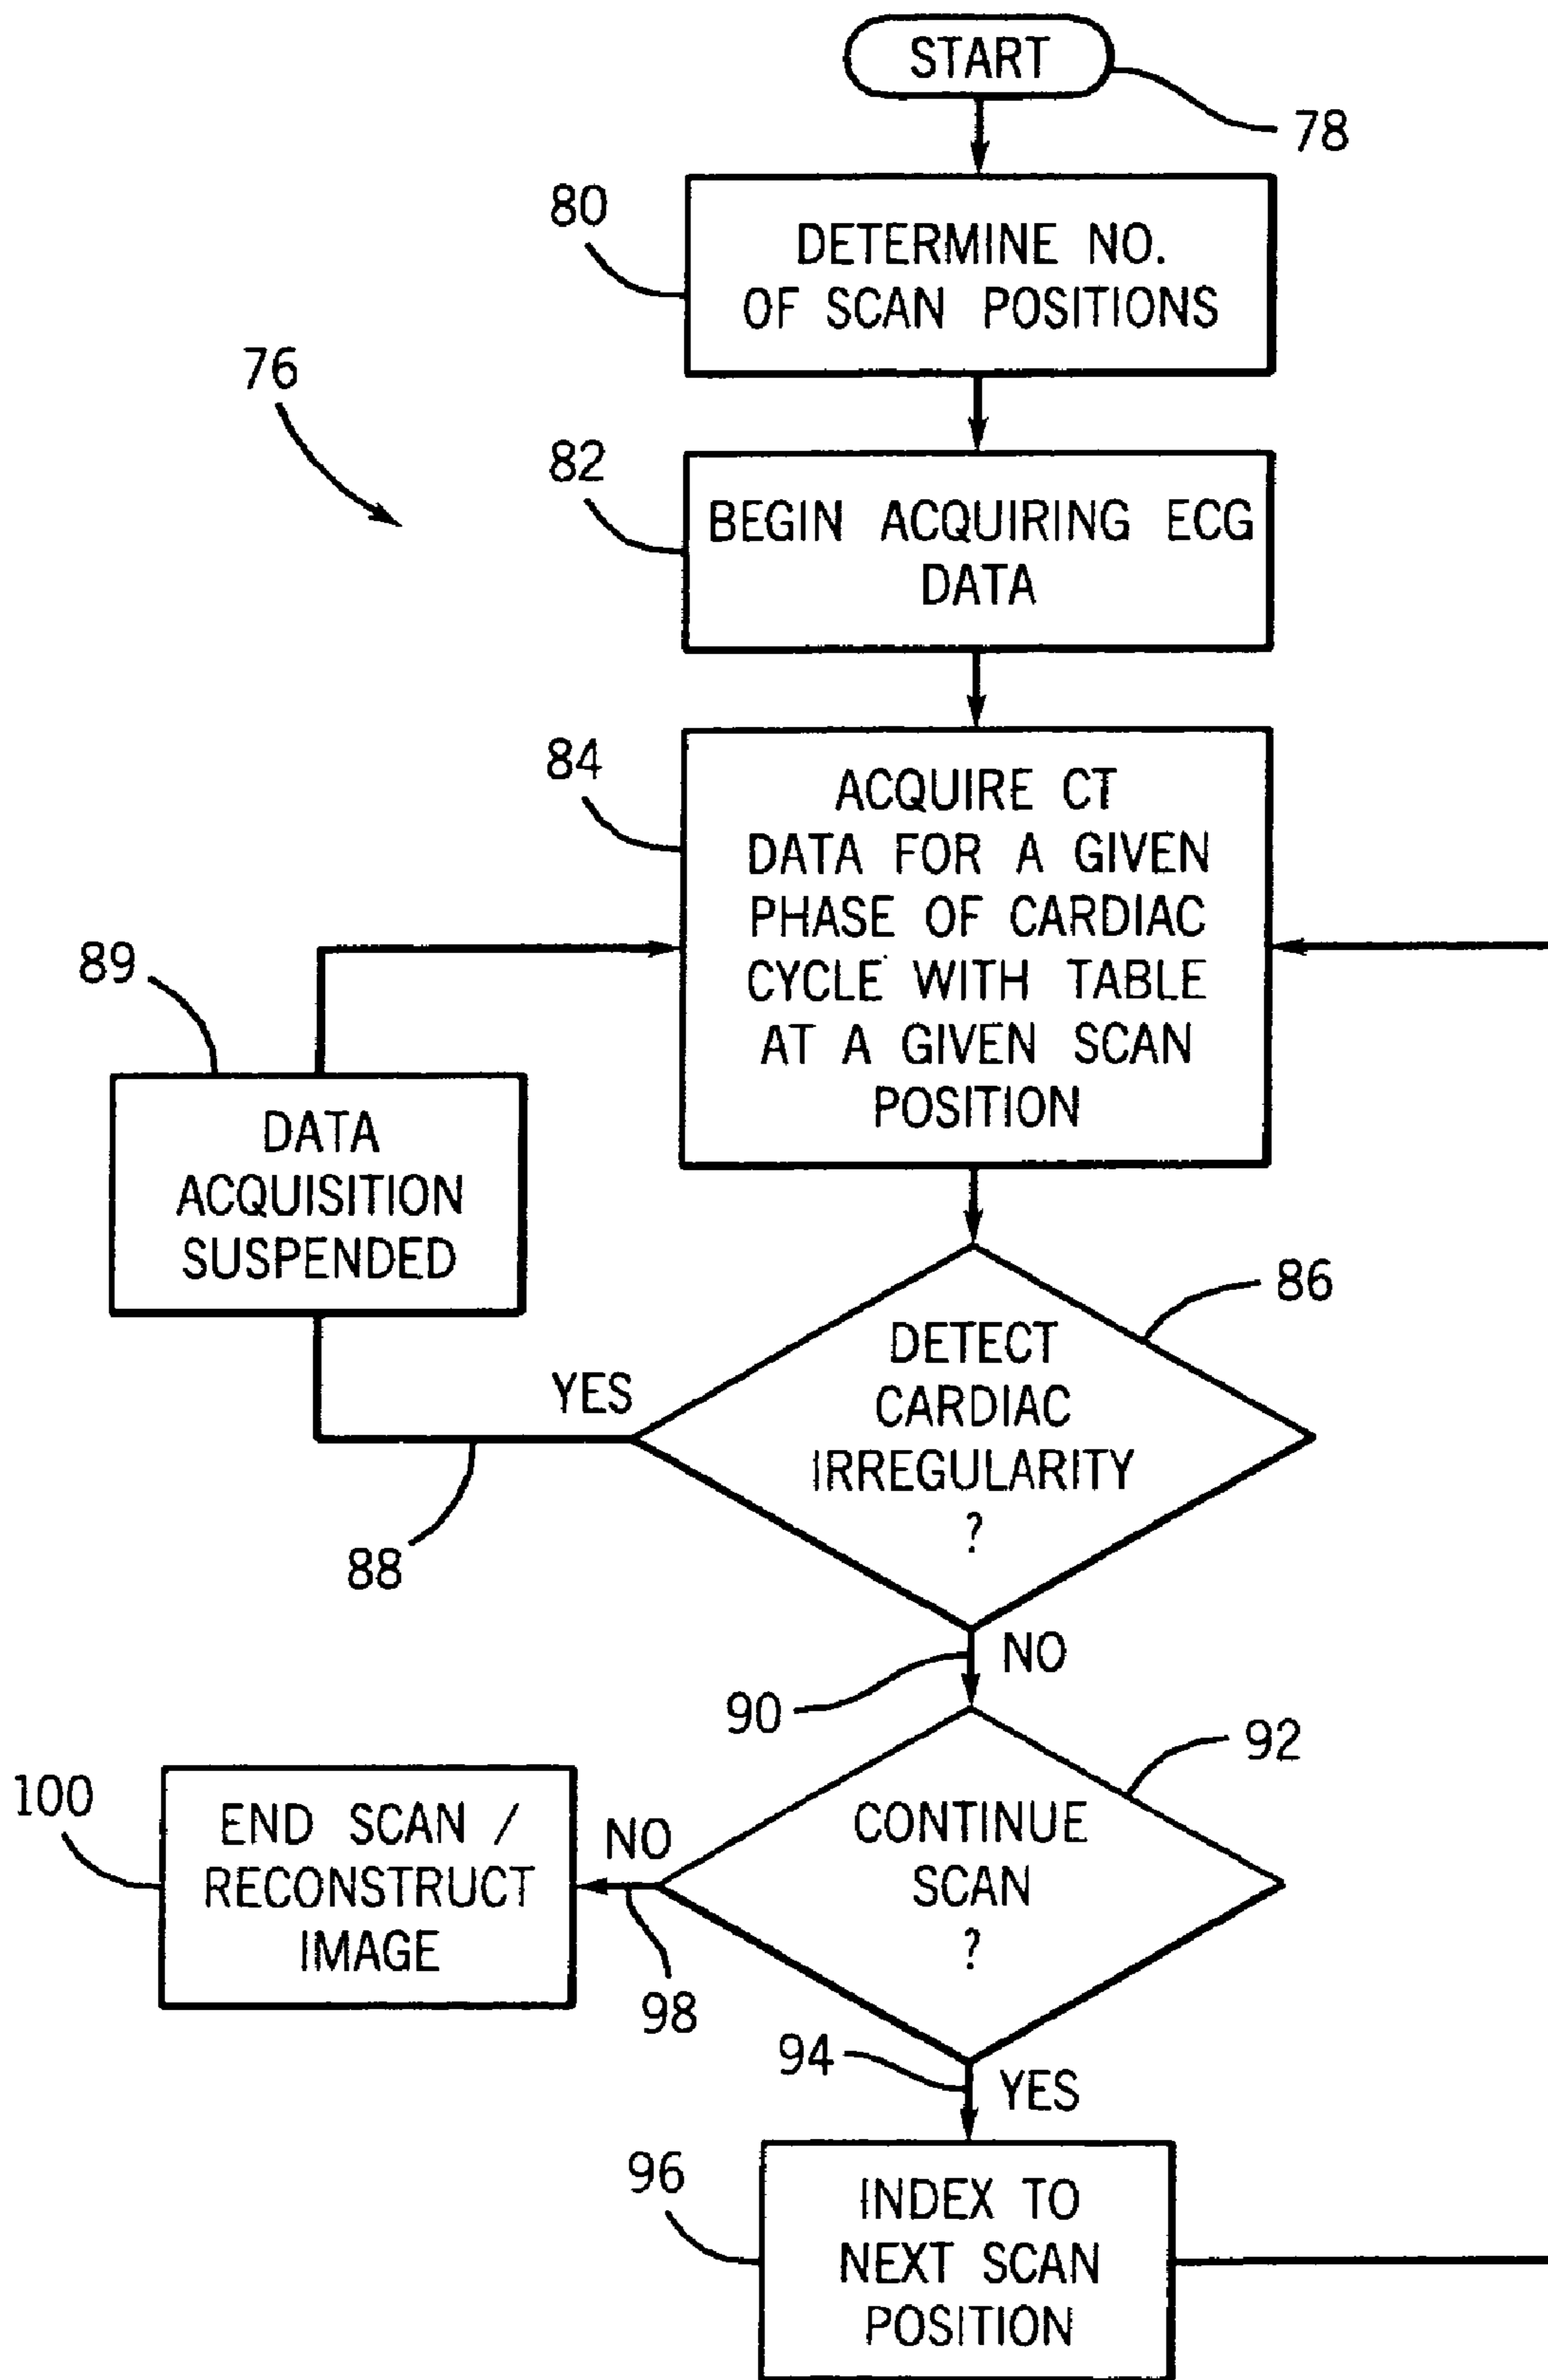 START
78
80
DETERMINE NO.
OF SCAN POSITIONS
76
82
BEGIN ACQUIRING ECG
DATA
84
ACQUIRE CT
DATA FOR A GIVEN
PHASE OF CARDIAC
CYCLE WITH TABLE
AT A GIVEN SCAN
POSITION
89
DATA
ACQUISITION
SUSPENDED
86
DETECT
CARDIAC
IRREGULARITY
?
YES
88
NO
90
92
CONTINUE
SCAN
?
100
END SCAN /
RECONSTRUCT
IMAGE
NO
98
94
YES
96
INDEX TO
NEXT SCAN
POSITION